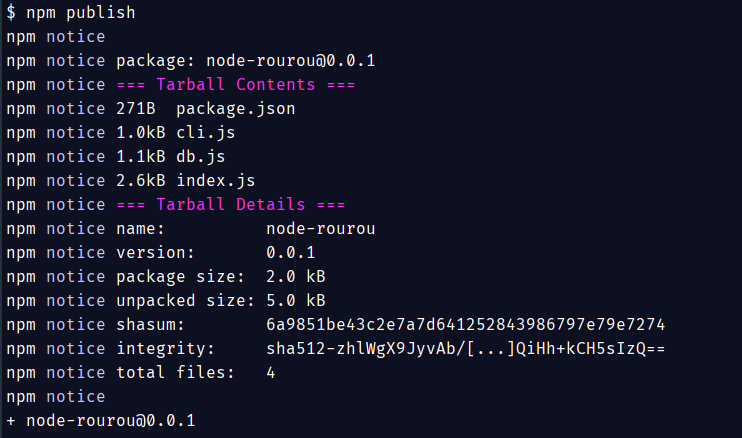 $ npm publish
npm notice
npm notice package: node-rourou@0.0.1
npm notice === Tarball Contents ===
npm notice 271B  package.json
npm notice 1.0kB cli.js
npm notice 1.1kB db.js
npm notice 2.6kB index.js
npm notice === Tarball Details ===
npm notice name:          node-rourou
npm notice version:       0.0.1
npm notice package size:  2.0 kB
npm notice unpacked size: 5.0 kB
npm notice shasum:        6a9851be43c2e7a7d641252843986797e79e7274
npm notice integrity:     sha512-zhlWgX9JyvAb/[...]QiHh+kCH5sIzQ==
npm notice total files:   4
npm notice
+ node-rourou@0.0.1